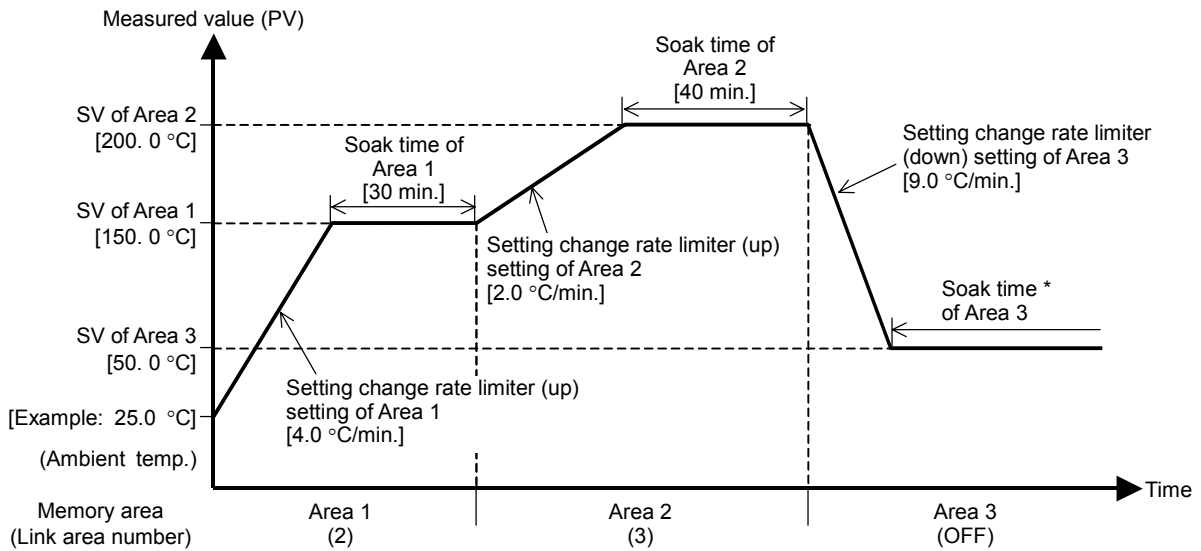 Measured value (PV)
SV of Area 2
[200. 0 °C]
SV of Area 1
[150. 0 °C]
SV of Area 3
[50. 0 °C]
[Example: 25.0 °C]
(Ambient temp.)
Soak time of
Area 1
[30 min.]
Soak time of
Area 2
[40 min.]
Setting change rate limiter
(down) setting of Area 3
[9.0 °C/min.]
Setting change rate limiter (up)
setting of Area 2
[2.0 °C/min.]
Soak time *
of Area 3
Setting change rate limiter (up)
setting of Area 1
[4.0 °C/min.]
Time
Memory area
(Link area number)
Area 1
(2)
Area 2
(3)
Area 3
(OFF)